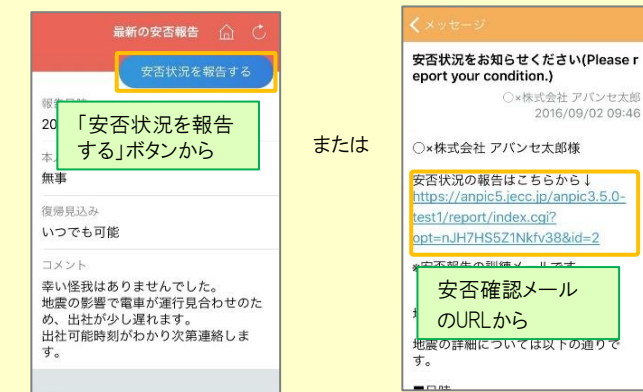 最新の安否報告
安否状況を報告する
報
20
「安否状況を報告
する」ボタンから
本
無事
復帰見込み
いつでも可能
コメント
幸い怪我はありませんでした。
地震の影響で電車が運行見合わせのた
め、出社が少し遅れます。
出社可能時刻がわかり次第連絡しま
す。
または
メッセージ
安否状況をお知らせください(Please r
eport your condition.)
○×株式会社 アバンセ太郎
2016/09/02 09:46
○×株式会社 アバンセ太郎様
安否状況の報告はこちらから↓
https://anpic5.jecc.jp/anpic3.5.0-
test1/report/index.cgi?
opt=nJH7HS5Z1Nkfv38&id=2
*安否報告の訓練メールです
安否確認メール
のURLから
地震の詳細については以下の通りで
す。
■日時